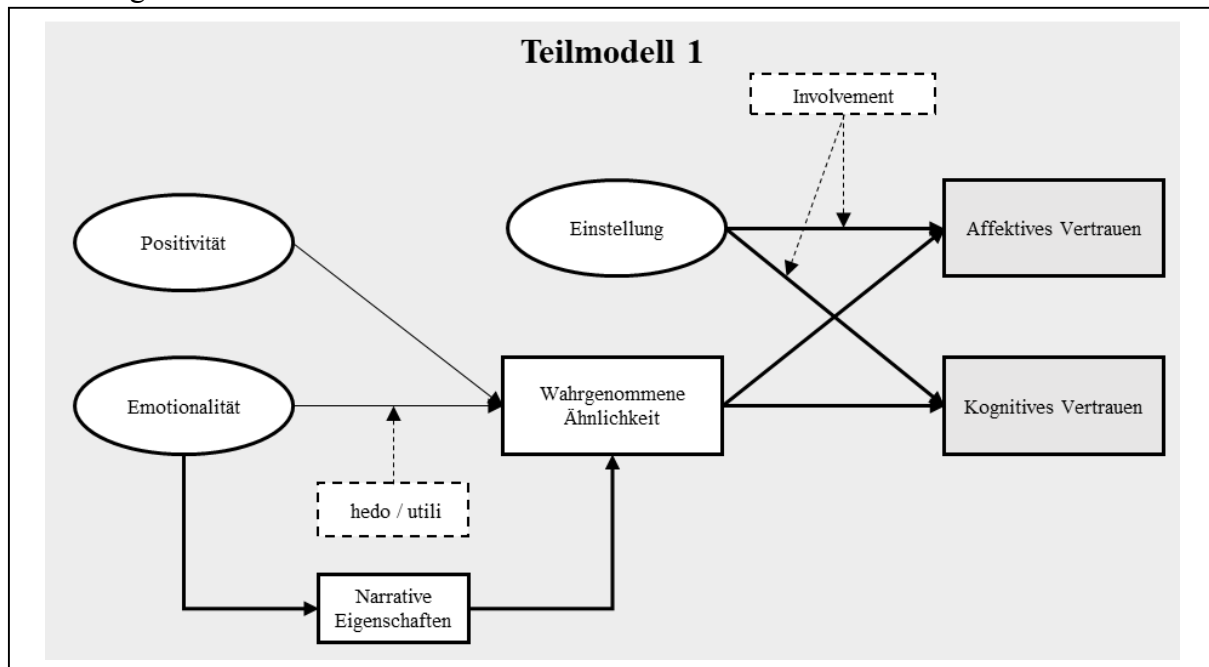 Teilmodell 1
Involvement
Positivität
Einstellung
Affektives Vertrauen
Emotionalität
Wahrgenommene
Ähnlichkeit
Kognitives Vertrauen
hedo / utili
Narrative
Eigenschaften